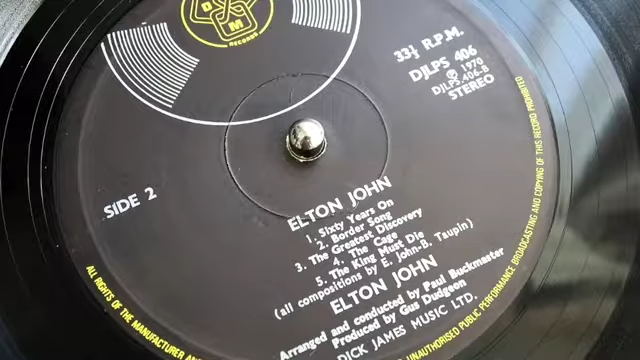 DJM
RECORDS
33⅓ R.P.M.
DJLPS 406
Ⓟ 1970
DJLPS 406-B
STEREO
SIDE 2
ELTON JOHN
1. Sixty Years On
2. Border Song
3. The Greatest Discovery
4. The Cage
5. The King Must Die
(all compositions by E. John-B. Taupin)
ELTON JOHN
Arranged and conducted by Paul Buckmaster
Produced by Gus Dudgeon
DICK JAMES MUSIC LTD.
ALL RIGHTS OF THE MANUFACTURER AND
UNAUTHORISED PUBLIC PERFORMANCE BROADCASTING AND COPYING OF THIS RECORD PROHIBITED